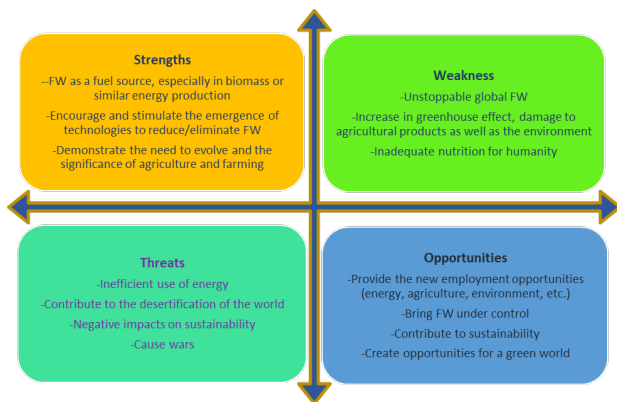 Strengths
--FW as a fuel source, especially in biomass or
similar energy production
-Encourage and stimulate the emergence of
technologies to reduce/eliminate FW
-Demonstrate the need to evolve and the
significance of agriculture and farming
Weakness
-Unstoppable global FW
-Increase in greenhouse effect, damage to
agricultural products as well as the environment
-Inadequate nutrition for humanity
Threats
-Inefficient use of energy
-Contribute to the desertification of the world
-Negative impacts on sustainability
-Cause wars
Opportunities
-Provide the new employment opportunities
(energy, agriculture, environment, etc.)
-Bring FW under control
-Contribute to sustainability
-Create opportunities for a green world